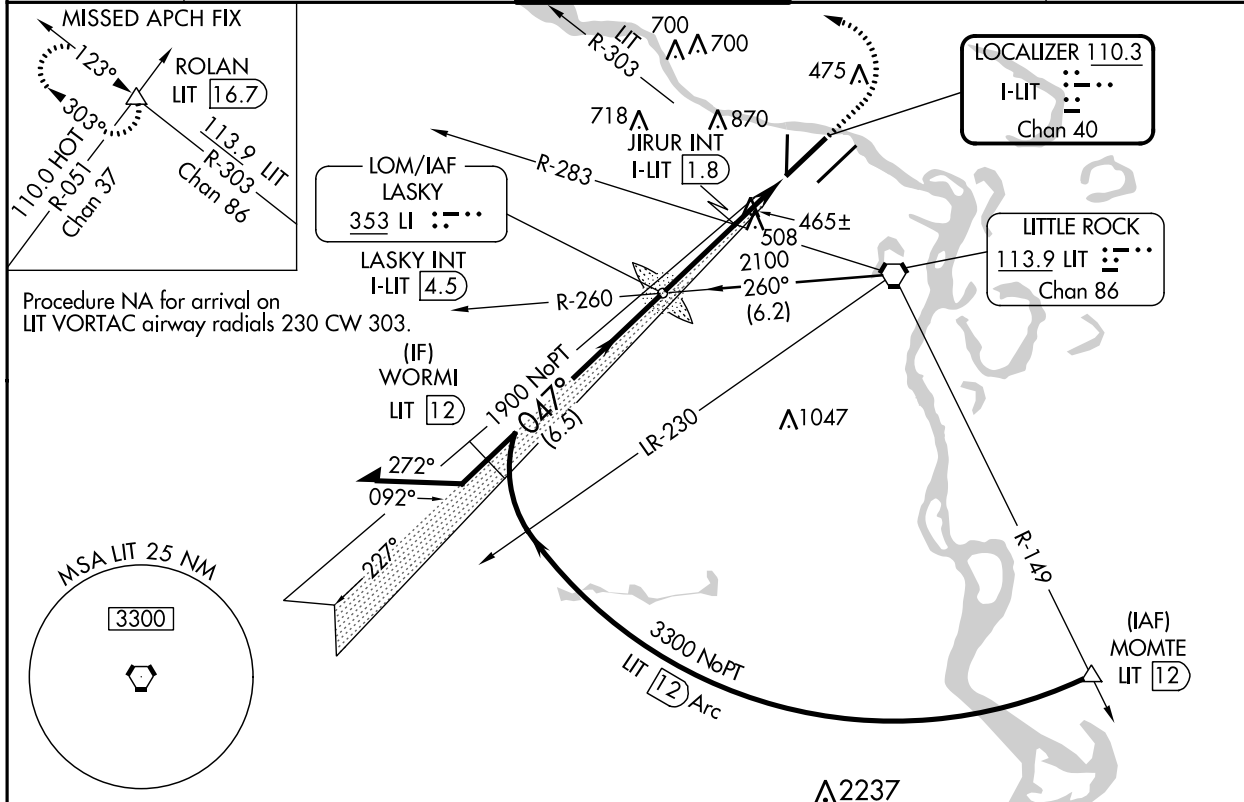 MISSED APCH FIX
123°
303°
ROLAN
LIT 16.7
110.0 HOT
R-051
Chan 37
113.9 LIT
R-303
Chan 86
LIT
R-303
700
700
475
718
870
LOCALIZER 110.3
I-LIT
Chan 40
JIRUR INT
I-LIT 1.8
R-283
LOM/IAF
LASKY
353 LI
LASKY INT
I-LIT 4.5
465±
508
2100
260°
(6.2)
R-260
LITTLE ROCK
113.9 LIT
Chan 86
Procedure NA for arrival on
LIT VORTAC airway radials 230 CW 303.
(IF)
WORMI
LIT 12
1900 NoPT
047°
(6.5)
1047
LR-230
272°
092°
227°
R-149
MSA LIT 25 NM
3300
3300 NoPT
LIT 12 Arc
(IAF)
MOMTE
LIT 12
2237